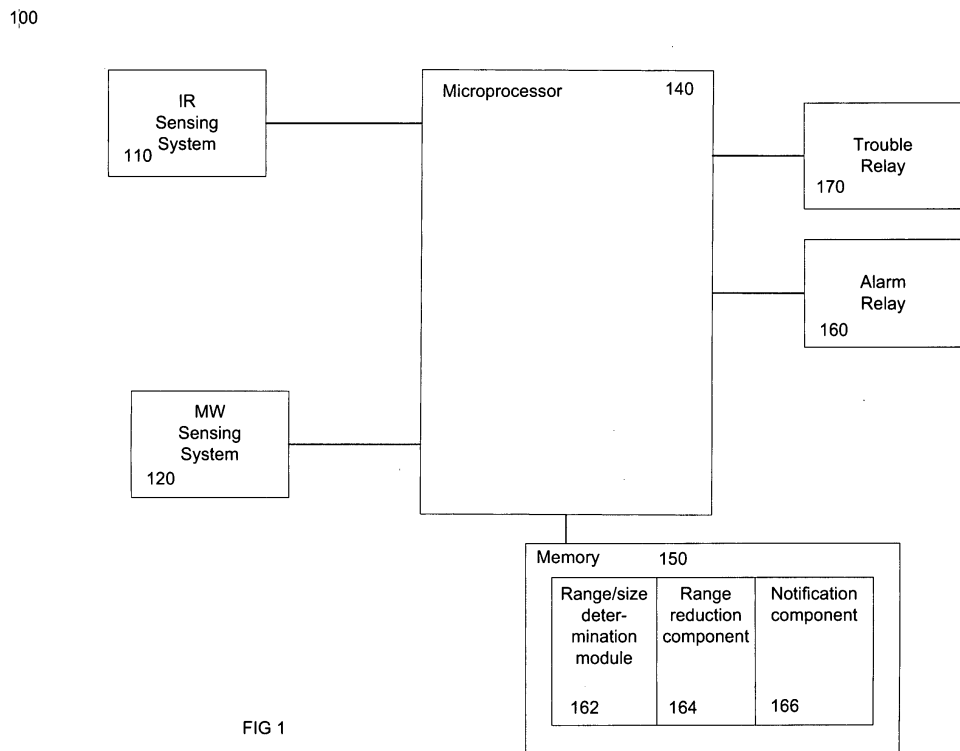 100
IR
Sensing
System
110
Microprocessor 140
Trouble
Relay
170
Alarm
Relay
160
MW
Sensing
System
120
Memory 150
Range/size
deter-
mination
module
162
Range
reduction
component
164
Notification
component
166
FIG 1